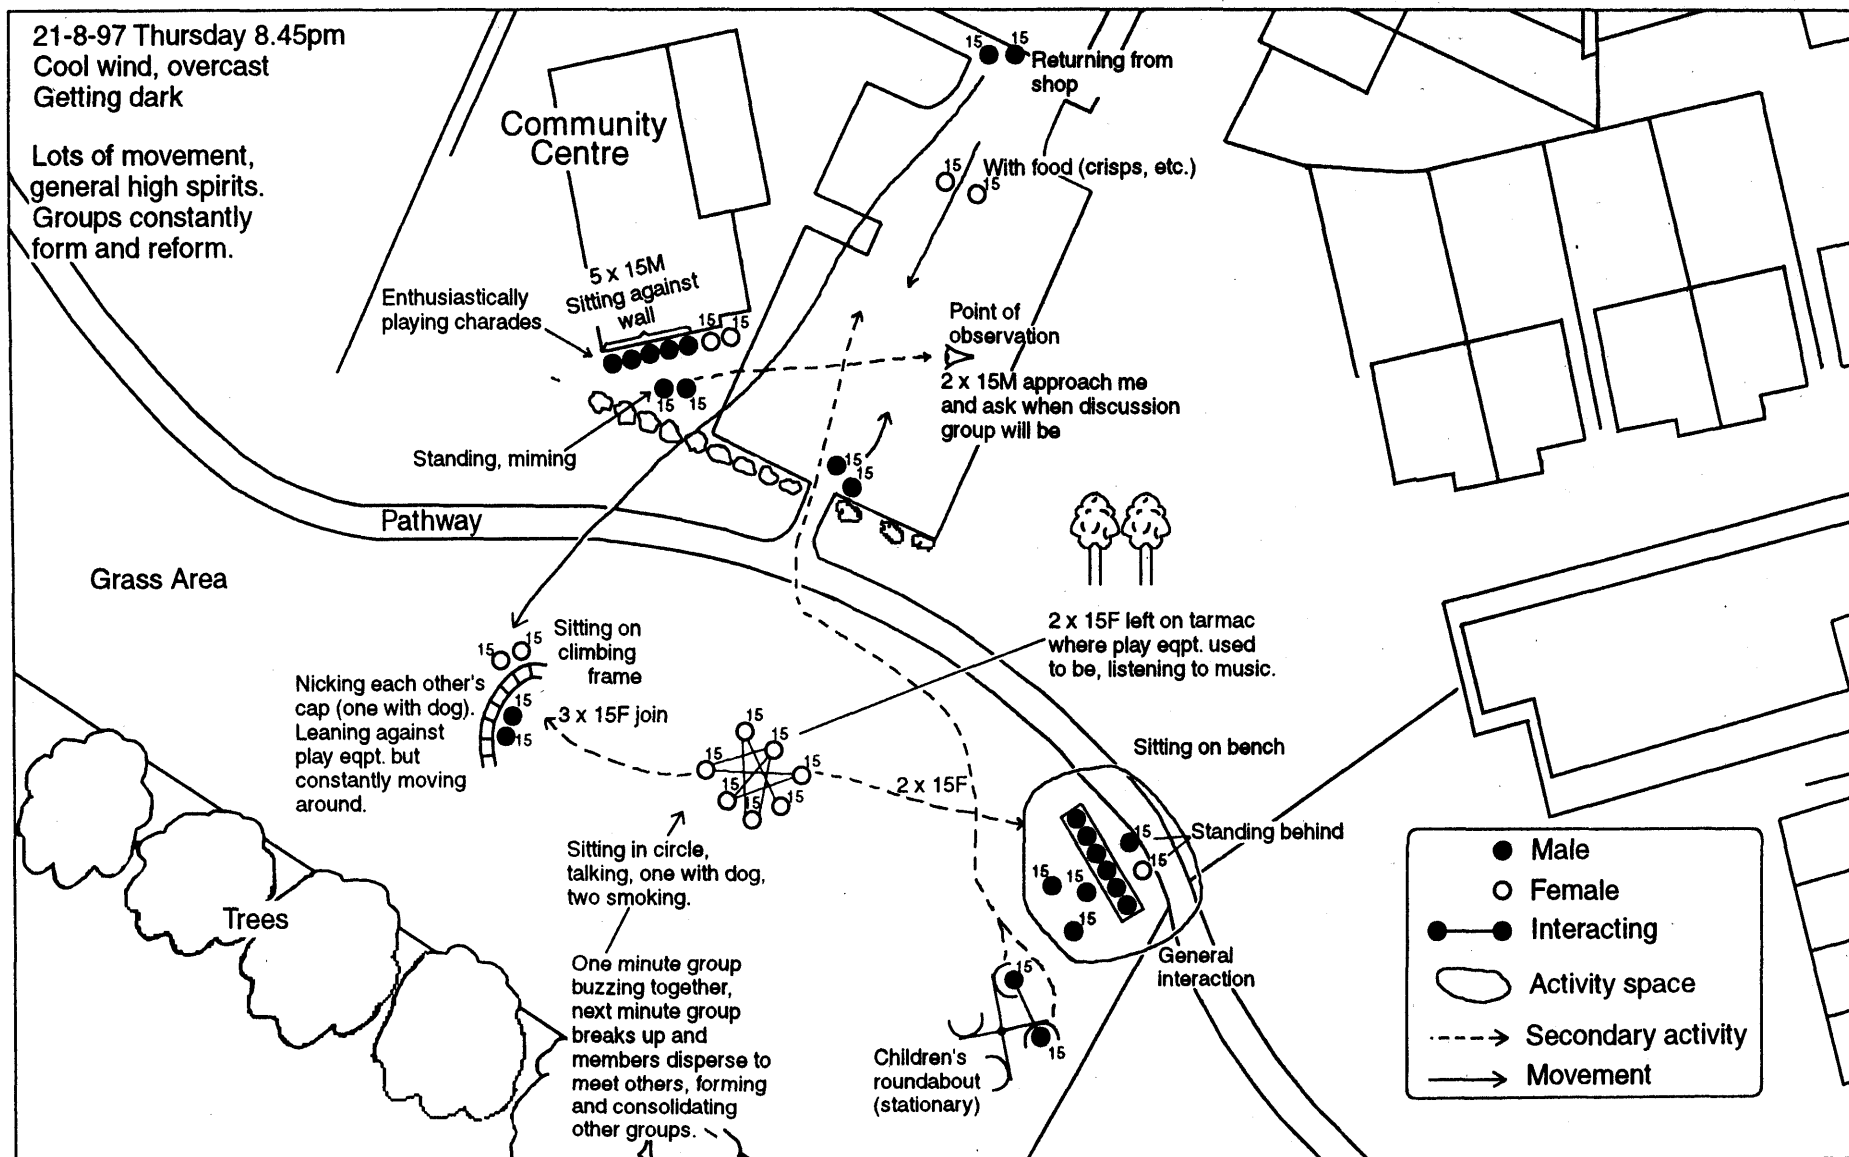 21-8-97 Thursday 8.45pm
Cool wind, overcast
Getting dark
Lots of movement,
general high spirits.
Groups constantly
form and reform.
Community
Centre
15
15
Returning from
shop
15
15
With food (crisps, etc.)
5 x 15M
Sitting against
wall
15
15
Enthusiastically
playing charades
15
15
Standing, miming
Point of
observation
2 x 15M approach me
and ask when discussion
group will be
15
15
Pathway
Grass Area
15
15
Sitting on
climbing
frame
Nicking each other's
cap (one with dog).
Leaning against
play eqpt. but
constantly moving
around.
15
15
3 x 15F join
2 x 15F left on tarmac
where play eqpt. used
to be, listening to music.
15
15
15
15
15
15
15
2 x 15F
Sitting in circle,
talking, one with dog,
two smoking.
One minute group
buzzing together,
next minute group
breaks up and
members disperse to
meet others, forming
and consolidating
other groups.
Trees
Sitting on bench
Standing behind
15
15
15
15
15
General
interaction
15
15
Children's
roundabout
(stationary)
Male
Female
Interacting
Activity space
Secondary activity
Movement